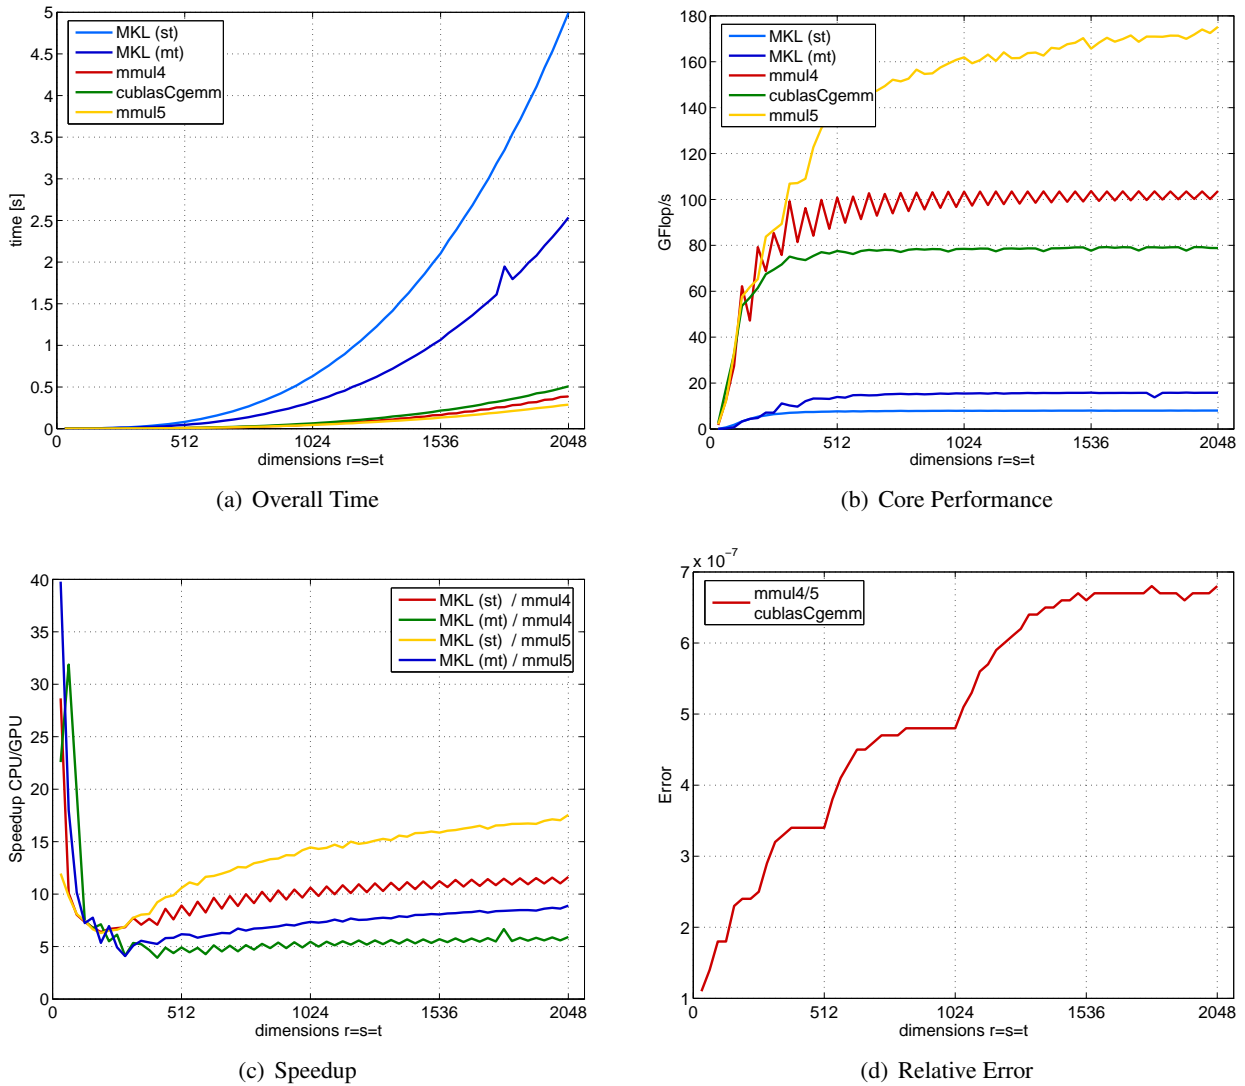 5
4.5
4
3.5
3
2.5
2
1.5
1
0.5
0
time [s]
MKL (st)
MKL (mt)
mmul4
cublasCgemm
mmul5
0
512
1024
1536
2048
dimensions r=s=t
(a) Overall Time
180
160
140
120
100
80
60
40
20
0
GFlop/s
MKL (st)
MKL (mt)
mmul4
cublasCgemm
mmul5
0
512
1024
1536
2048
dimensions r=s=t
(b) Core Performance
40
35
30
25
20
15
10
5
0
Speedup CPU/GPU
MKL (st) / mmul4
MKL (mt) / mmul4
MKL (st) / mmul5
MKL (mt) / mmul5
0
512
1024
1536
2048
dimensions r=s=t
(c) Speedup
x 10⁻⁷
7
6
5
4
3
2
1
Error
mmul4/5
cublasCgemm
0
512
1024
1536
2048
dimensions r=s=t
(d) Relative Error